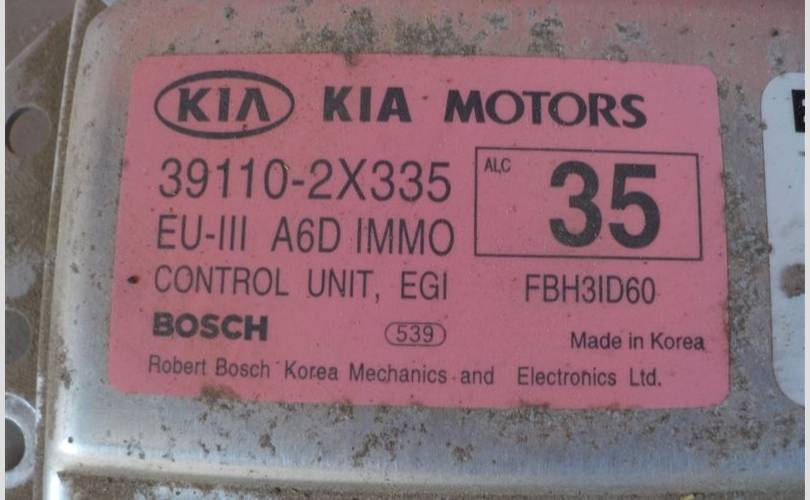 KIA KIA MOTORS
39110-2X335
ALC 35
EU-III A6D IMMO
CONTROL UNIT, EGI FBH3ID60
BOSCH 539 Made in Korea
Robert Bosch Korea Mechanics and Electronics Ltd.